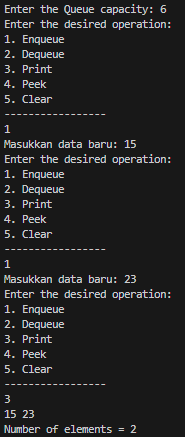 Enter the Queue capacity: 6
Enter the desired operation:
1. Enqueue
2. Dequeue
3. Print
4. Peek
5. Clear
-----------------
1
Masukkan data baru: 15
Enter the desired operation:
1. Enqueue
2. Dequeue
3. Print
4. Peek
5. Clear
-----------------
1
Masukkan data baru: 23
Enter the desired operation:
1. Enqueue
2. Dequeue
3. Print
4. Peek
5. Clear
-----------------
3
15 23
Number of elements = 2